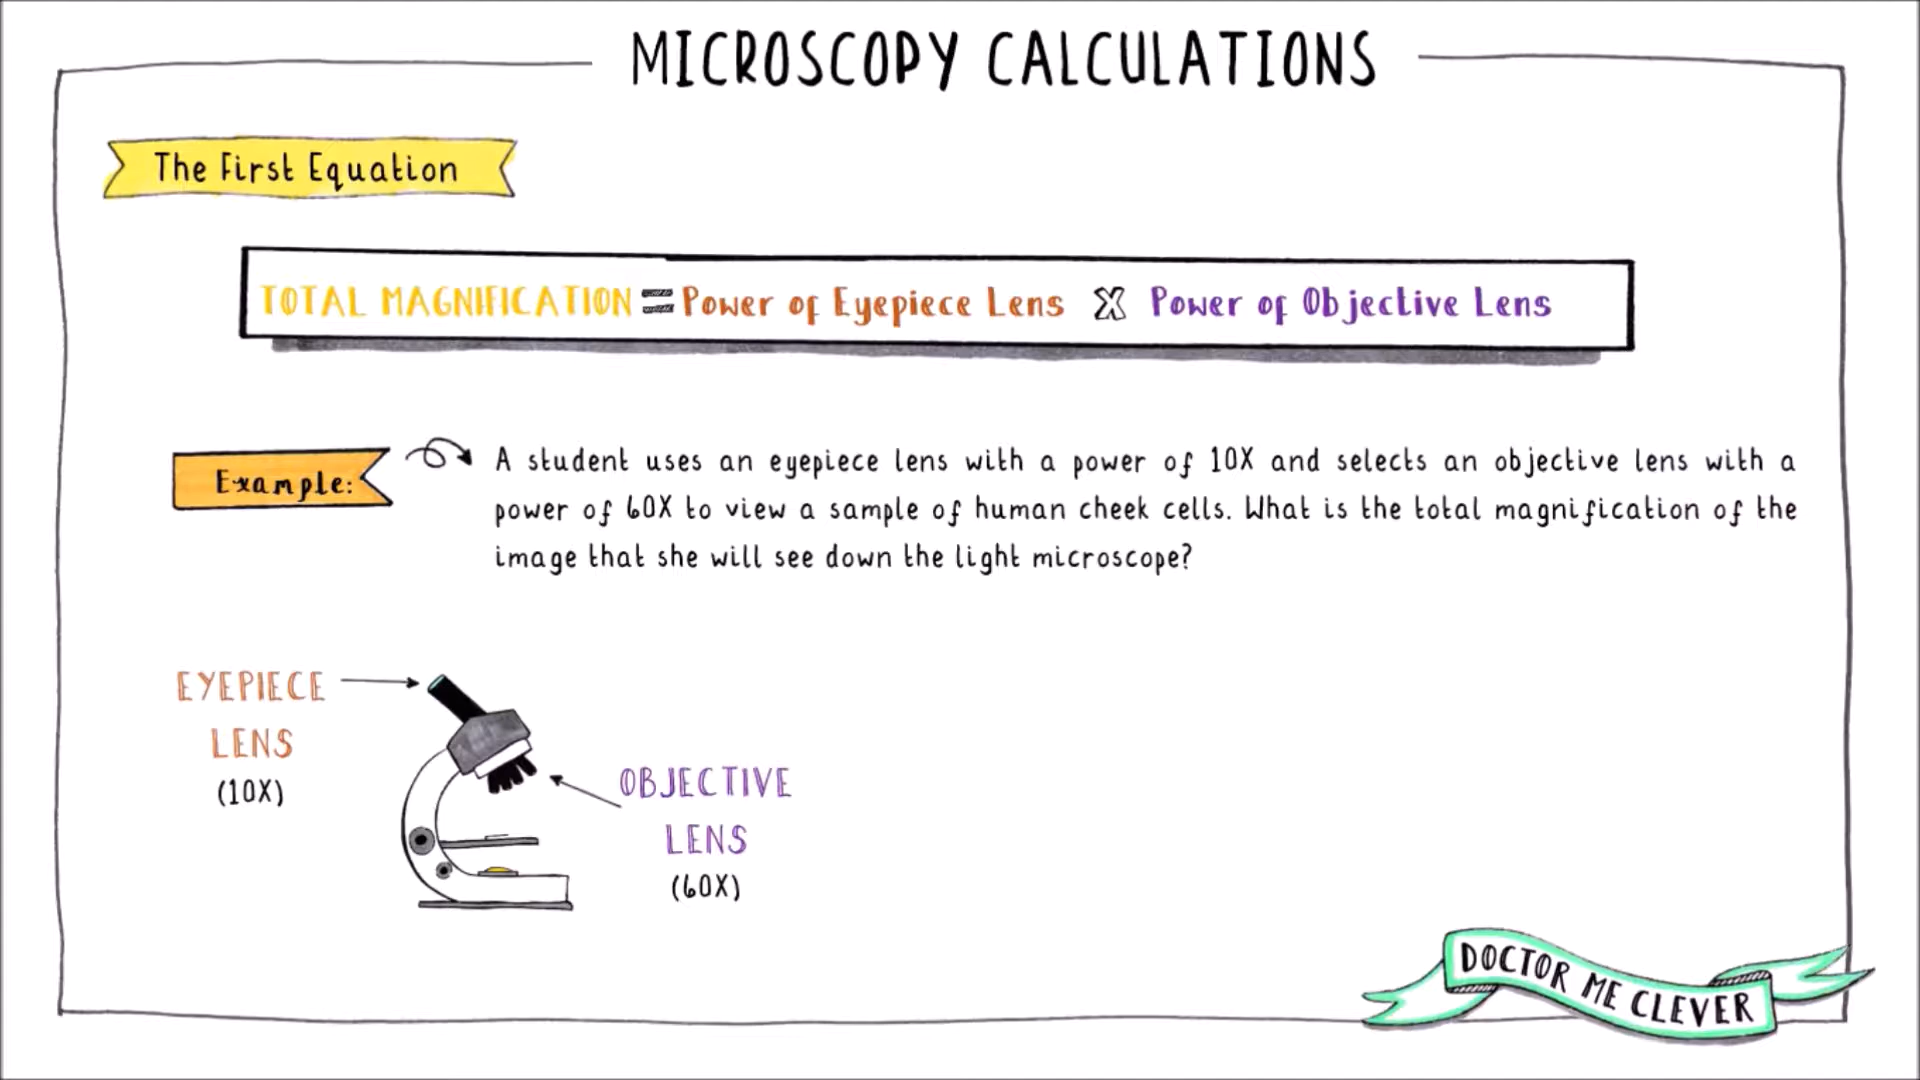 MICROSCOPY CALCULATIONS
The First Equation
TOTAL MAGNIFICATION = Power of Eyepiece Lens X Power of Objective Lens
Example:
A student uses an eyepiece lens with a power of 10X and selects an objective lens with a
power of 60X to view a sample of human cheek cells. What is the total magnification of the
image that she will see down the light microscope?
EYEPIECE
LENS
(10X)
OBJECTIVE
LENS
(60X)
DOCTOR ME CLEVER